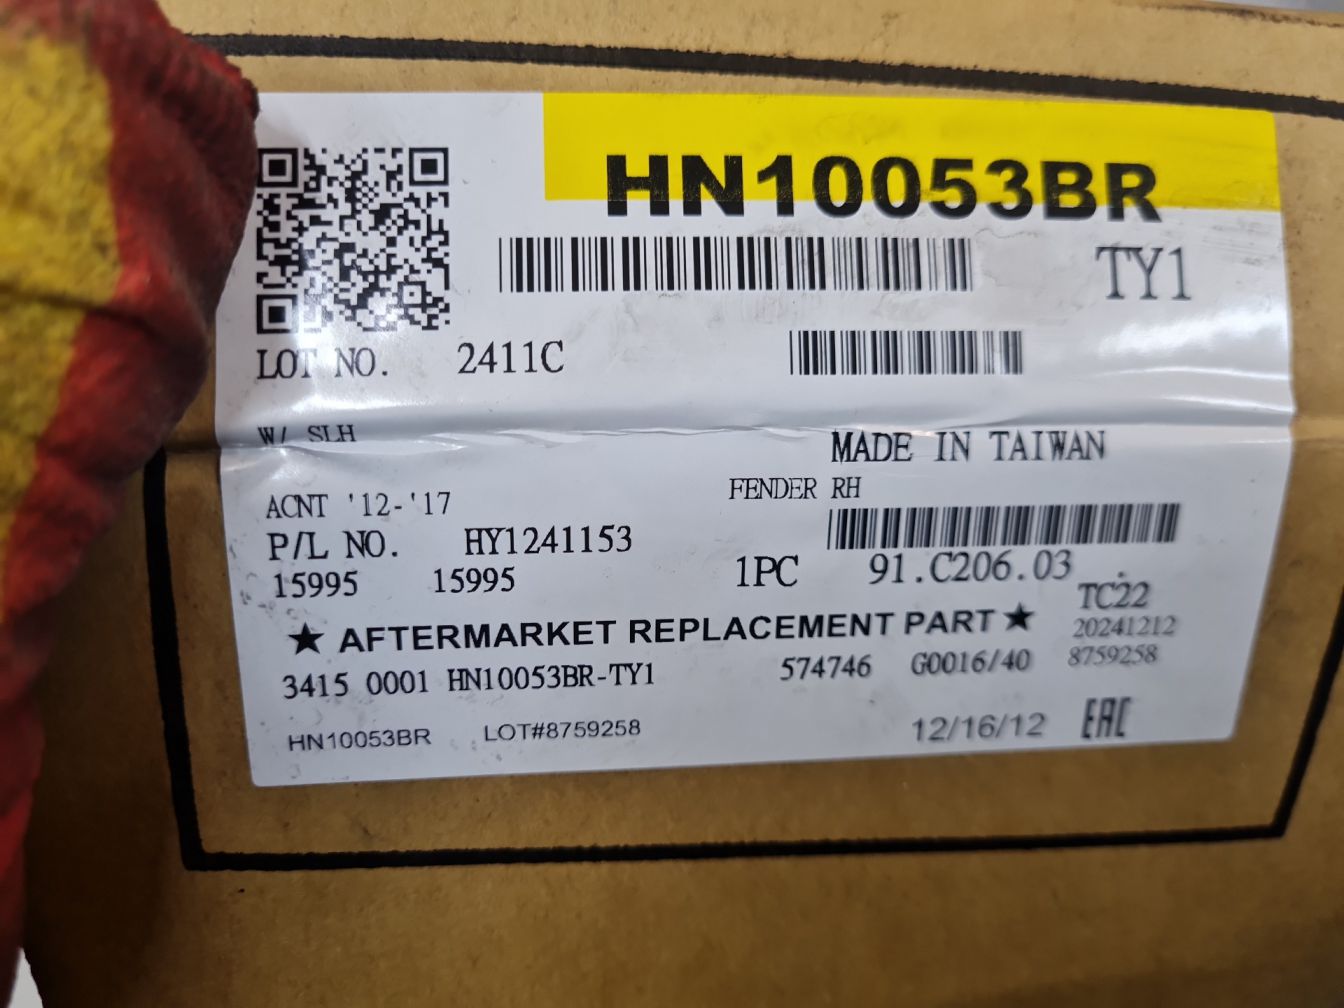 HN10053BR
TY1
LOT NO. 2411C
W/ SLH
MADE IN TAIWAN
ACNT '12-'17 FENDER RH
P/L NO. HY1241153
15995 15995 1PC 91.C206.03
TC22
★ AFTERMARKET REPLACEMENT PART ★ 20241212
3415 0001 HN10053BR-TY1 574746 G0016/40 8759258
HN10053BR LOT#8759258 12/16/12 EAC